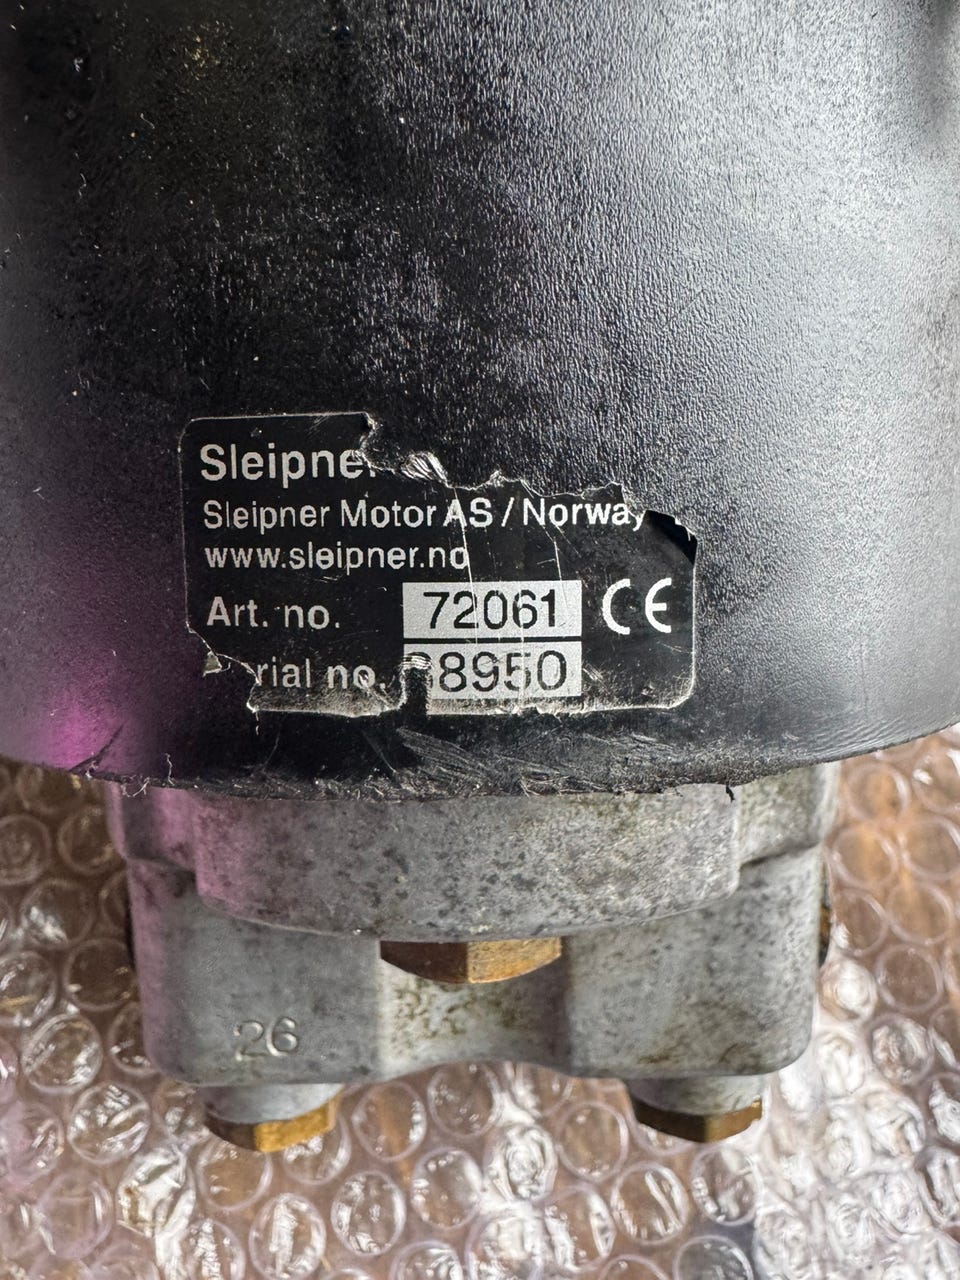 Sleipner
Sleipner Motor AS / Norway
www.sleipner.no
Art. no. 72061 CE
rial no. 8950
26